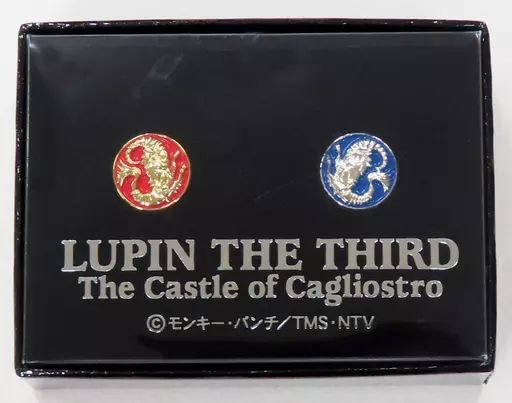 LUPIN THE THIRD
The Castle of Cagliostro
©モンキー・パンチ/TMS・NTV